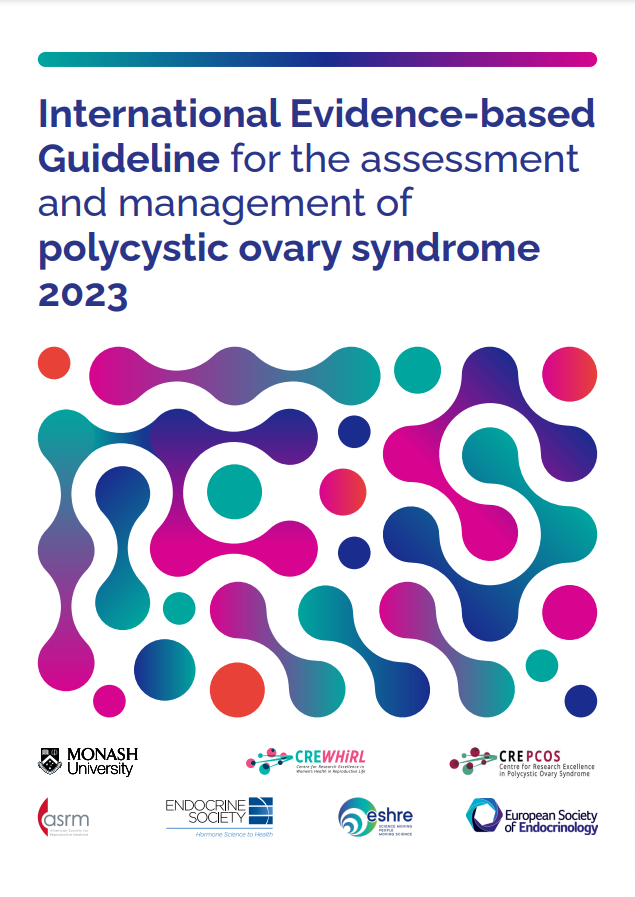 International Evidence-based
Guideline for the assessment
and management of
polycystic ovary syndrome
2023
MONASH
University
CREWHiRL
Centre for Research Excellence in
Women's Health in Reproductive Life
CREPCOS
Centre for Research Excellence
in Polycystic Ovary Syndrome
asrm
American Society for
Reproductive Medicine
ENDOCRINE
SOCIETY
Hormone Science to Health
eshre
SCIENCE MOVING
PEOPLE
MOVING SCIENCE
European Society
of Endocrinology